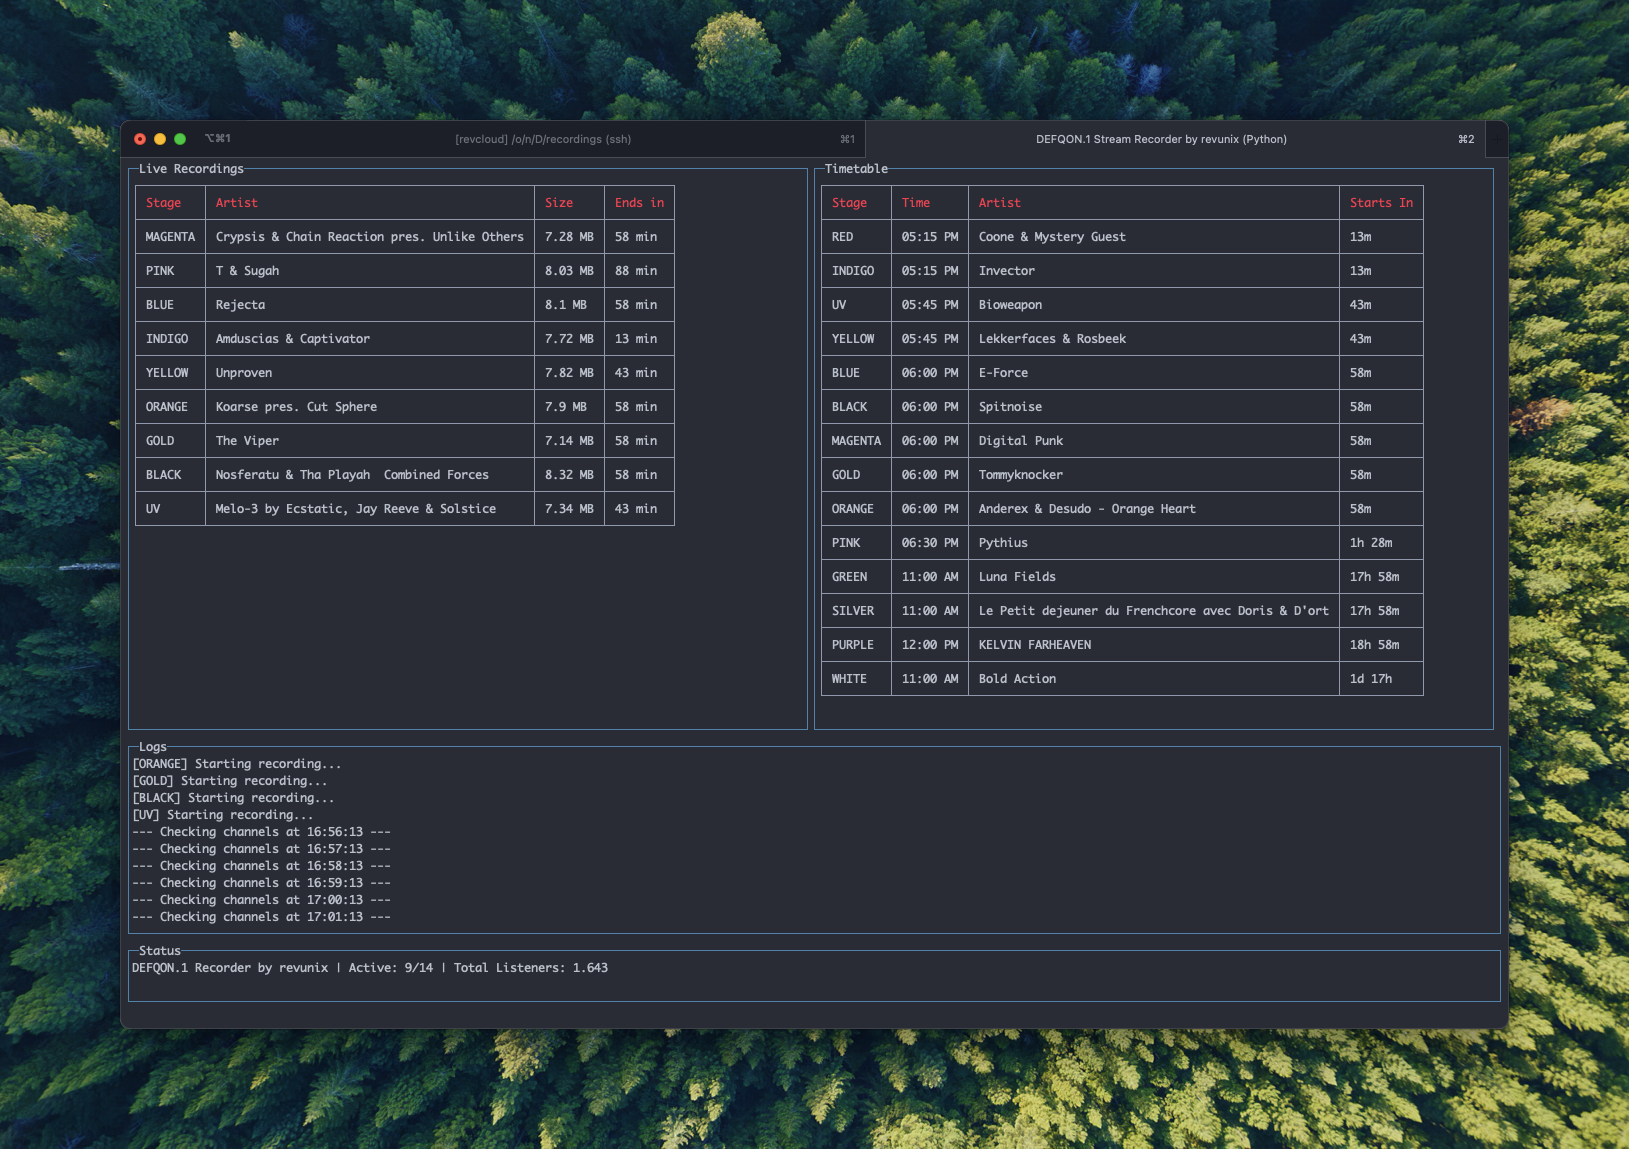 ⌥⌘1 [revcloud] /o/n/D/recordings (ssh) ⌘1 DEFQON.1 Stream Recorder by revunix (Python) ⌘2
Live Recordings
Stage Artist Size Ends in
MAGENTA Crypsis & Chain Reaction pres. Unlike Others 7.28 MB 58 min
PINK T & Sugah 8.03 MB 88 min
BLUE Rejecta 8.1 MB 58 min
INDIGO Amduscias & Captivator 7.72 MB 13 min
YELLOW Unproven 7.82 MB 43 min
ORANGE Koarse pres. Cut Sphere 7.9 MB 58 min
GOLD The Viper 7.14 MB 58 min
BLACK Nosferatu & Tha Playah  Combined Forces 8.32 MB 58 min
UV Melo-3 by Ecstatic, Jay Reeve & Solstice 7.34 MB 43 min
Timetable
Stage Time Artist Starts In
RED 05:15 PM Coone & Mystery Guest 13m
INDIGO 05:15 PM Invector 13m
UV 05:45 PM Bioweapon 43m
YELLOW 05:45 PM Lekkerfaces & Rosbeek 43m
BLUE 06:00 PM E-Force 58m
BLACK 06:00 PM Spitnoise 58m
MAGENTA 06:00 PM Digital Punk 58m
GOLD 06:00 PM Tommyknocker 58m
ORANGE 06:00 PM Anderex & Desudo - Orange Heart 58m
PINK 06:30 PM Pythius 1h 28m
GREEN 11:00 AM Luna Fields 17h 58m
SILVER 11:00 AM Le Petit dejeuner du Frenchcore avec Doris & D'ort 17h 58m
PURPLE 12:00 PM KELVIN FARHEAVEN 18h 58m
WHITE 11:00 AM Bold Action 1d 17h
Logs
[ORANGE] Starting recording...
[GOLD] Starting recording...
[BLACK] Starting recording...
[UV] Starting recording...
--- Checking channels at 16:56:13 ---
--- Checking channels at 16:57:13 ---
--- Checking channels at 16:58:13 ---
--- Checking channels at 16:59:13 ---
--- Checking channels at 17:00:13 ---
--- Checking channels at 17:01:13 ---
Status
DEFQON.1 Recorder by revunix | Active: 9/14 | Total Listeners: 1.643